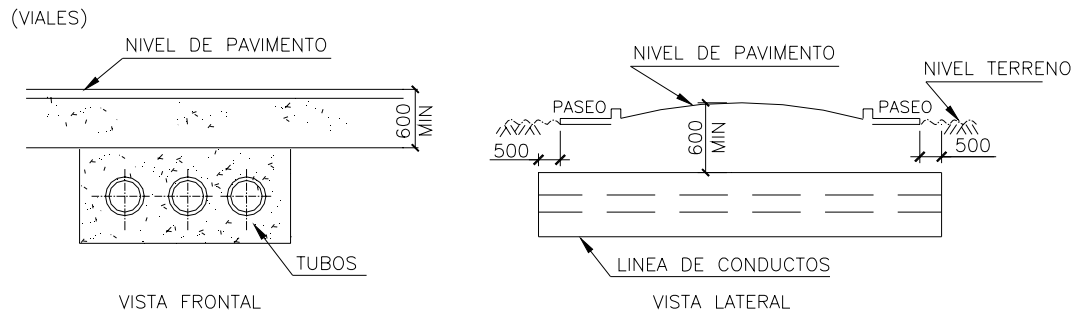 (VIALES)
NIVEL DE PAVIMENTO
600
MIN
TUBOS
VISTA FRONTAL
NIVEL DE PAVIMENTO
NIVEL TERRENO
PASEO
PASEO
600
MIN
500
500
LINEA DE CONDUCTOS
VISTA LATERAL